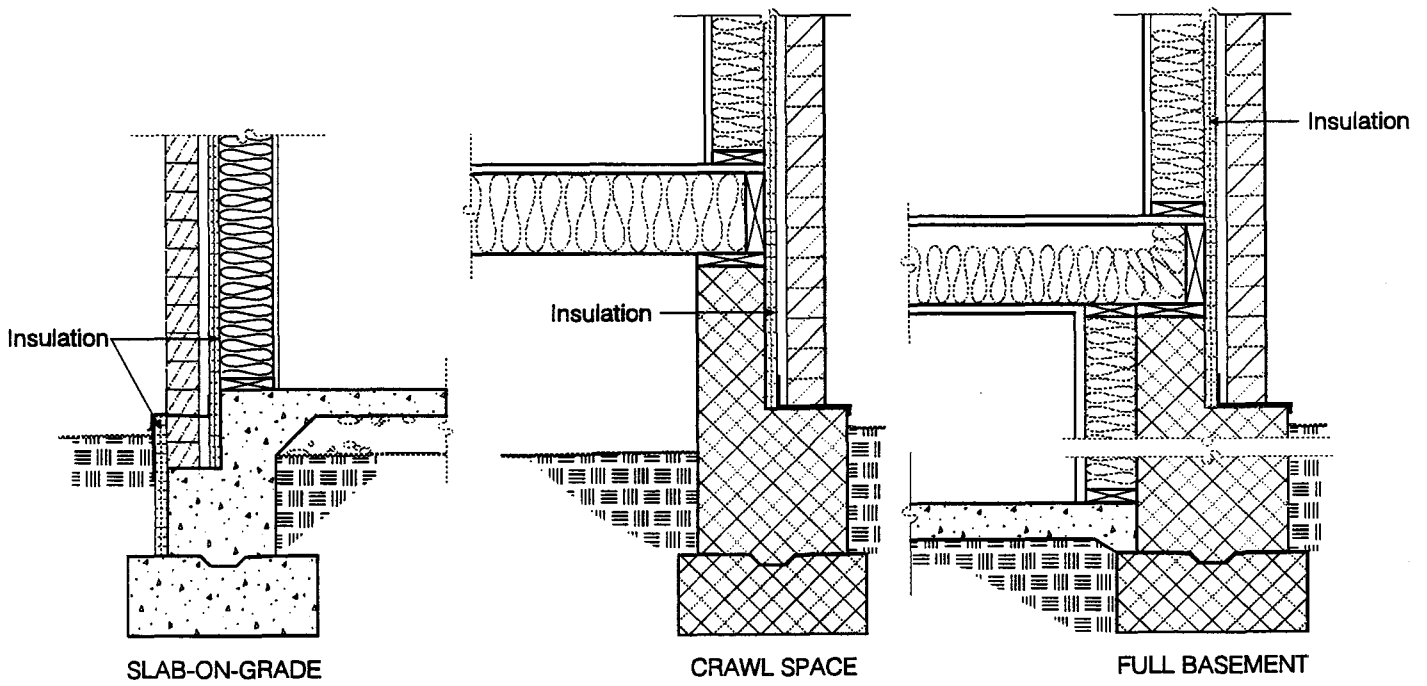 Insulation
Insulation
Insulation
SLAB-ON-GRADE
CRAWL SPACE
FULL BASEMENT